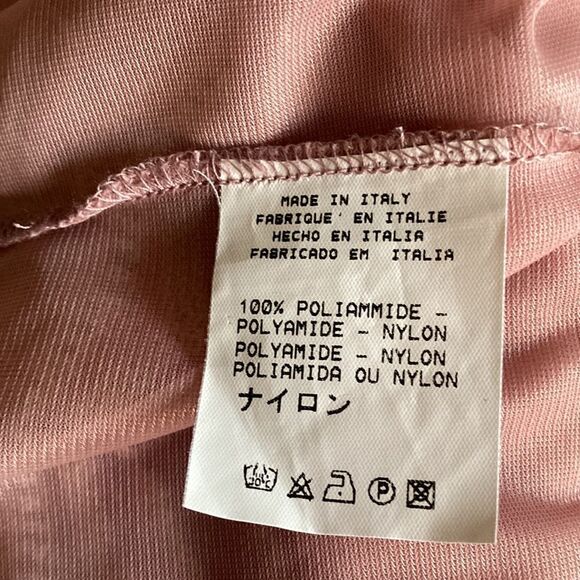 MADE IN ITALY
FABRIQUE' EN ITALIE
HECHO EN ITALIA
FABRICADO EM ITALIA
100% POLIAMMIDE -
POLYAMIDE - NYLON
POLYAMIDE - NYLON
POLIAMIDA OU NYLON
ナイロン
P